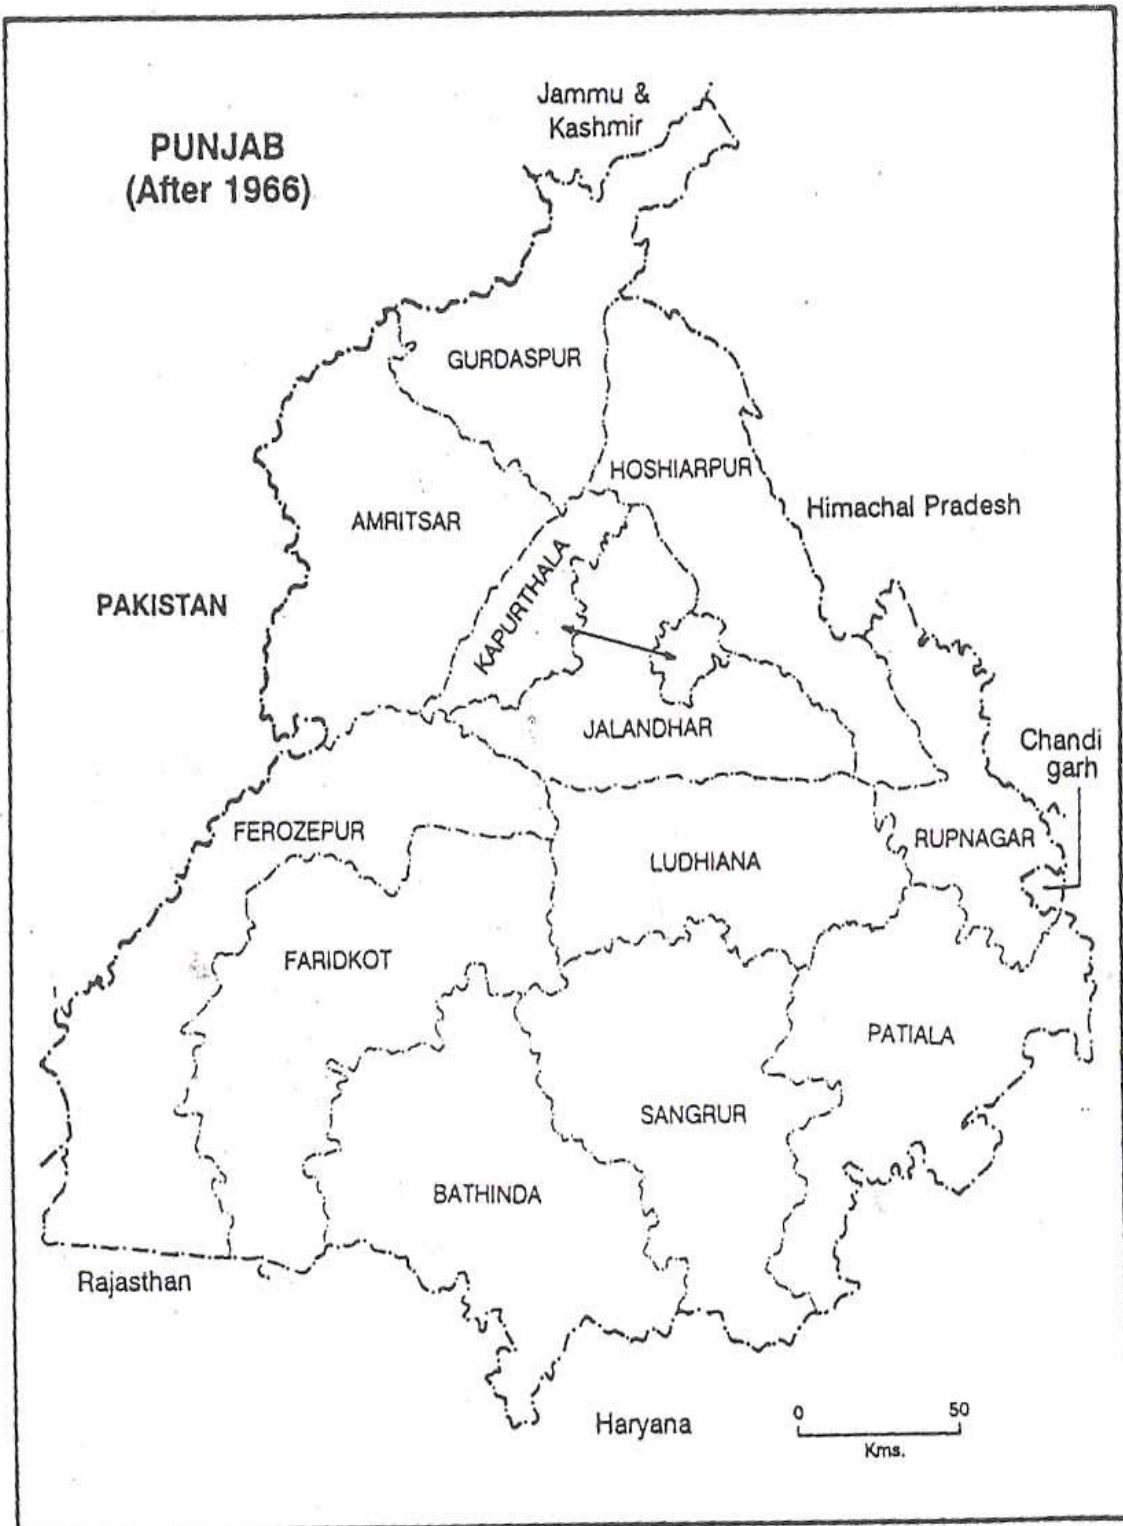 PUNJAB
(After 1966)
Jammu &
Kashmir
GURDASPUR
HOSHIARPUR
AMRITSAR
Himachal Pradesh
KAPURTHALA
PAKISTAN
JALANDHAR
Chandi
garh
FEROZEPUR
RUPNAGAR
LUDHIANA
FARIDKOT
PATIALA
SANGRUR
BATHINDA
Rajasthan
Haryana
0 50
Kms.